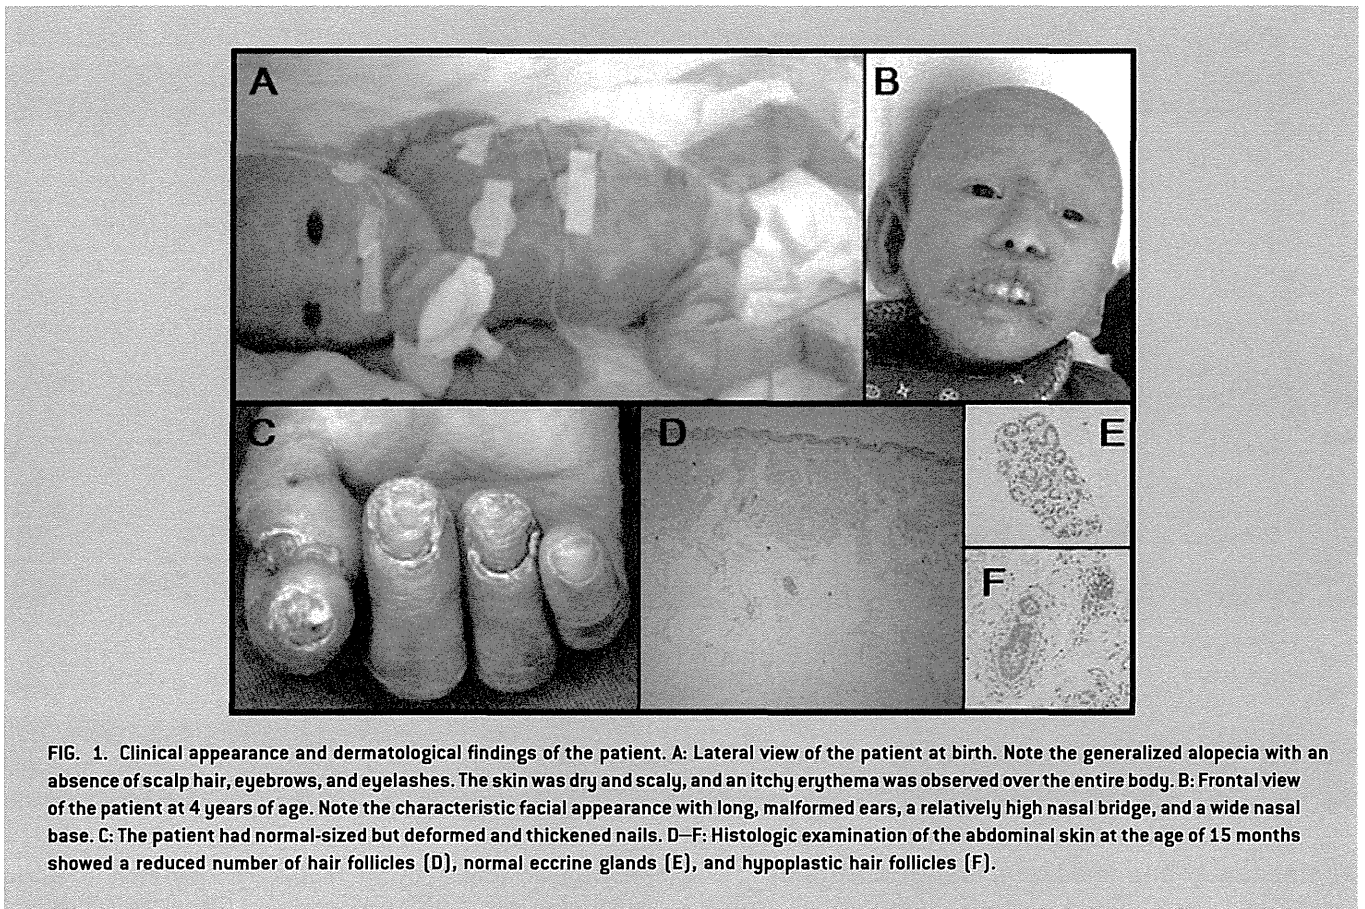 A
B
C
D
E
F
FIG. 1. Clinical appearance and dermatological findings of the patient. A: Lateral view of the patient at birth. Note the generalized alopecia with an
absence of scalp hair, eyebrows, and eyelashes. The skin was dry and scaly, and an itchy erythema was observed over the entire body. B: Frontal view
of the patient at 4 years of age. Note the characteristic facial appearance with long, malformed ears, a relatively high nasal bridge, and a wide nasal
base. C: The patient had normal-sized but deformed and thickened nails. D–F: Histologic examination of the abdominal skin at the age of 15 months
showed a reduced number of hair follicles (D), normal eccrine glands (E), and hypoplastic hair follicles (F).